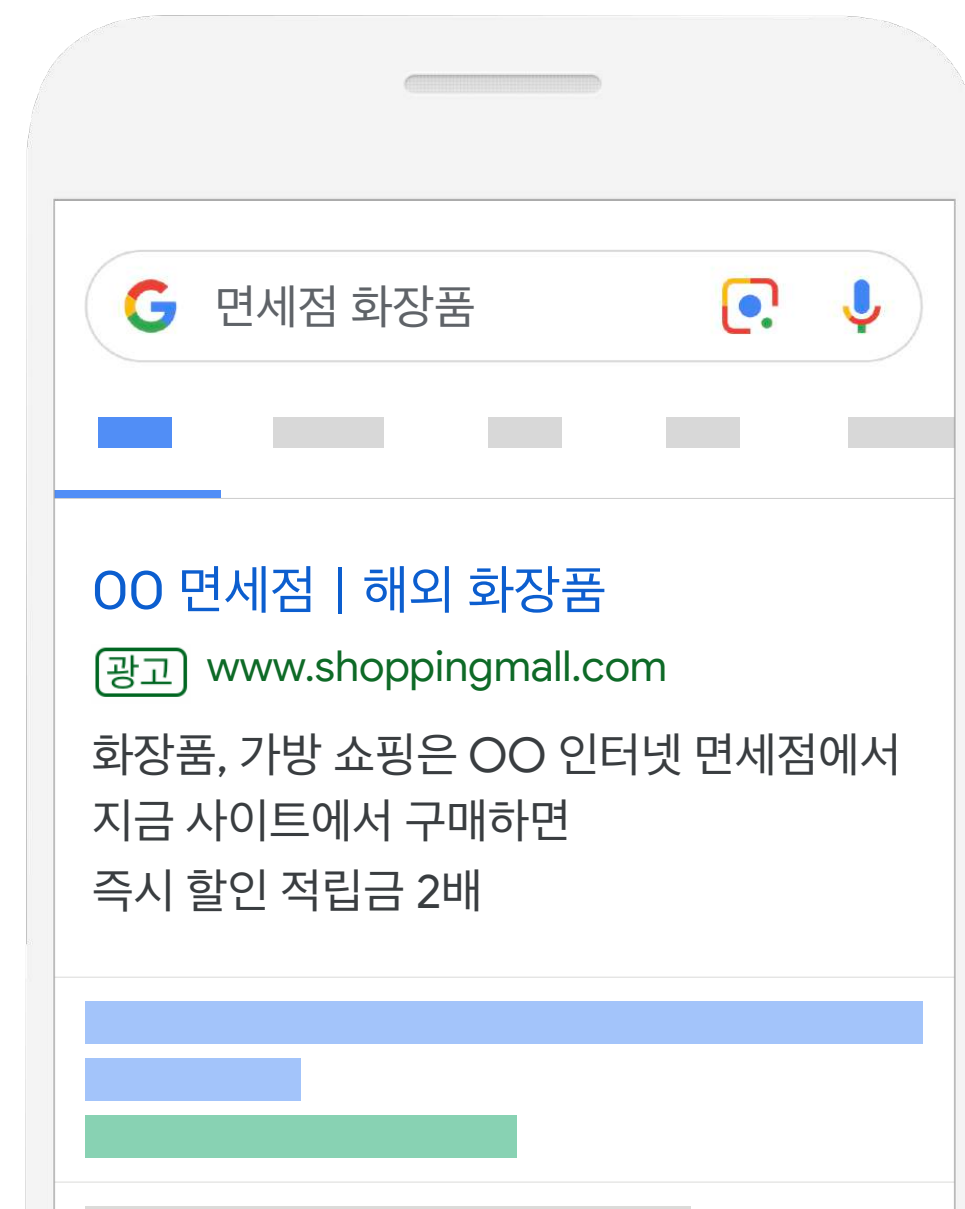 면세점 화장품
OO 면세점 | 해외 화장품
광고 www.shoppingmall.com
화장품, 가방 쇼핑은 OO 인터넷 면세점에서
지금 사이트에서 구매하면
즉시 할인 적립금 2배